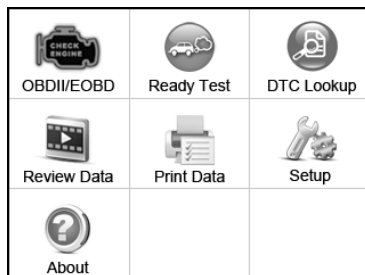 CHECK
ENGINE
OBDII/EOBD
Ready Test
DTC Lookup
Review Data
Print Data
Setup
About